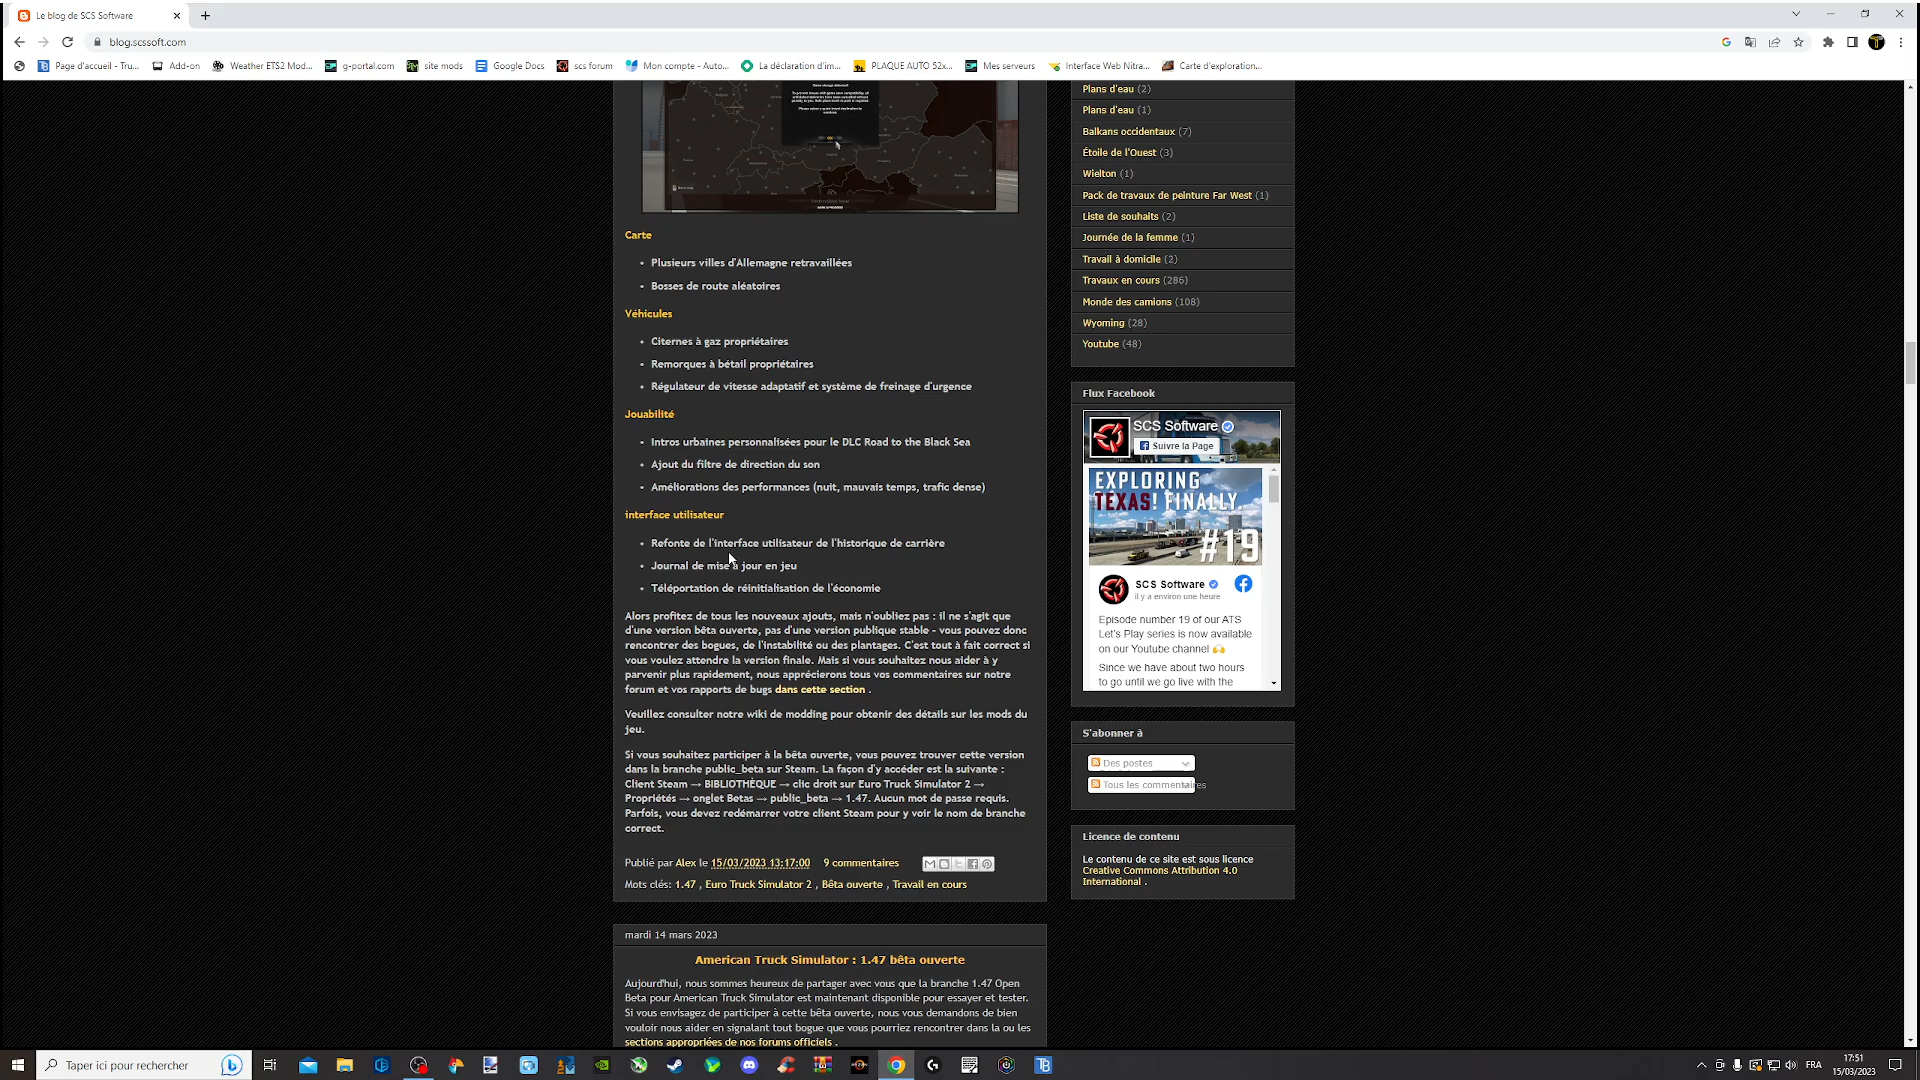 Le blog de SCS Software
blog.scssoft.com
Page d'accueil - Tru...
Add-on
Weather ETS2 Mod...
g-portal.com
site mods
Google Docs
scs forum
Mon compte - Auto...
La déclaration d'im...
PLAQUE AUTO 52x...
Mes serveurs
Interface Web Nitra...
Carte d'exploration...
Carte
• Plusieurs villes d'Allemagne retravaillées
• Bosses de route aléatoires
Véhicules
• Citernes à gaz propriétaires
• Remorques à bétail propriétaires
• Régulateur de vitesse adaptatif et système de freinage d'urgence
Jouabilité
• Intros urbaines personnalisées pour le DLC Road to the Black Sea
• Ajout du filtre de direction du son
• Améliorations des performances (nuit, mauvais temps, trafic dense)
interface utilisateur
• Refonte de l'interface utilisateur de l'historique de carrière
• Journal de mise à jour en jeu
• Téléportation de réinitialisation de l'économie
Alors profitez de tous les nouveaux ajouts, mais n'oubliez pas : il ne s'agit que
d'une version bêta ouverte, pas d'une version publique stable - vous pouvez donc
rencontrer des bogues, de l'instabilité ou des plantages. C'est tout à fait correct si
vous voulez attendre la version finale. Mais si vous souhaitez nous aider à y
parvenir plus rapidement, nous apprécierons tous vos commentaires sur notre
forum et vos rapports de bugs dans cette section .
Veuillez consulter notre wiki de modding pour obtenir des détails sur les mods du
jeu.
Si vous souhaitez participer à la bêta ouverte, vous pouvez trouver cette version
dans la branche public_beta sur Steam. La façon d'y accéder est la suivante :
Client Steam → BIBLIOTHÈQUE → clic droit sur Euro Truck Simulator 2 →
Propriétés → onglet Betas → public_beta → 1.47. Aucun mot de passe requis.
Parfois, vous devez redémarrer votre client Steam pour y voir le nom de branche
correct.
Publié par Alex le 15/03/2023 13:17:00 9 commentaires
Mots clés: 1.47 , Euro Truck Simulator 2 , Bêta ouverte , Travail en cours
mardi 14 mars 2023
American Truck Simulator : 1.47 bêta ouverte
Aujourd'hui, nous sommes heureux de partager avec vous que la branche 1.47 Open
Beta pour American Truck Simulator est maintenant disponible pour essayer et tester.
Si vous envisagez de participer à cette bêta ouverte, nous vous demandons de bien
vouloir nous aider en signalant tout bogue que vous pourriez rencontrer dans la ou les
sections appropriées de nos forums officiels .
Plans d'eau (2)
Plans d'eau (1)
Balkans occidentaux (7)
Étoile de l'Ouest (3)
Wielton (1)
Pack de travaux de peinture Far West (1)
Liste de souhaits (2)
Journée de la femme (1)
Travail à domicile (2)
Travaux en cours (286)
Monde des camions (108)
Wyoming (28)
Youtube (48)
Flux Facebook
SCS Software
Suivre la Page
EXPLORING
TEXAS! FINALLY..
#19
SCS Software
il y a environ une heure
Episode number 19 of our ATS
Let's Play series is now available
on our Youtube channel
Since we have about two hours
to go until we go live with the
S'abonner à
Des postes
Tous les commentaires
Licence de contenu
Le contenu de ce site est sous licence
Creative Commons Attribution 4.0
International .
Taper ici pour rechercher
FRA
17:51
15/03/2023